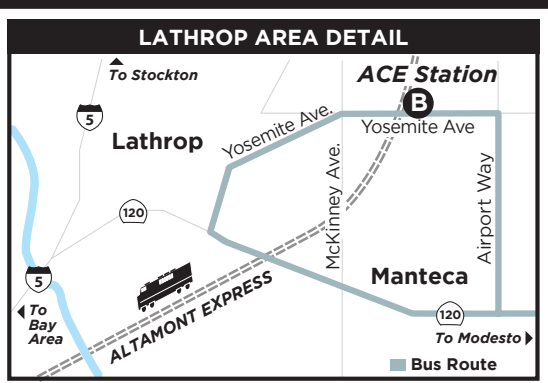 LATHROP AREA DETAIL
To Stockton
ACE Station
B
5
Yosemite Ave.
Yosemite Ave
Lathrop
McKinney Ave.
Airport Way
120
Manteca
5
ALTAMONT EXPRESS
To
Bay
Area
120
To Modesto
Bus Route